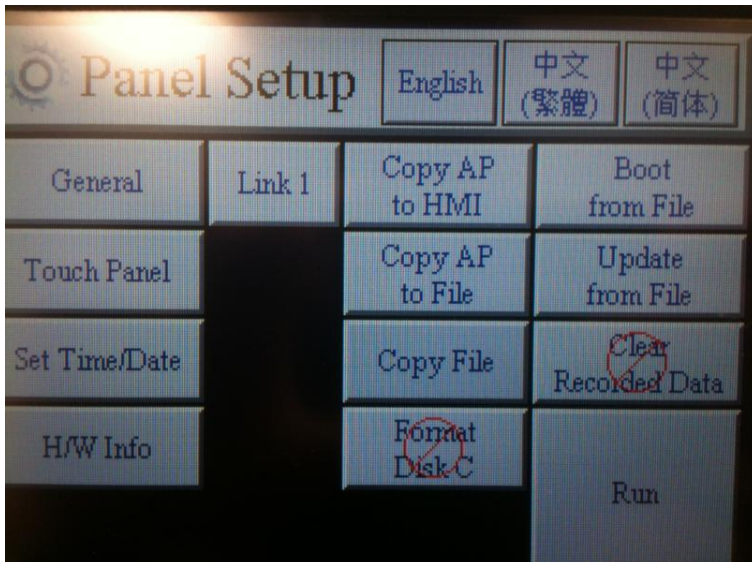 Panel Setup
English
中文
(繁體)
中文
(简体)
General
Link 1
Copy AP
to HMI
Boot
from File
Touch Panel
Copy AP
to File
Update
from File
Set Time/Date
Copy File
Clear
Recorded Data
H/W Info
Format
Disk C
Run